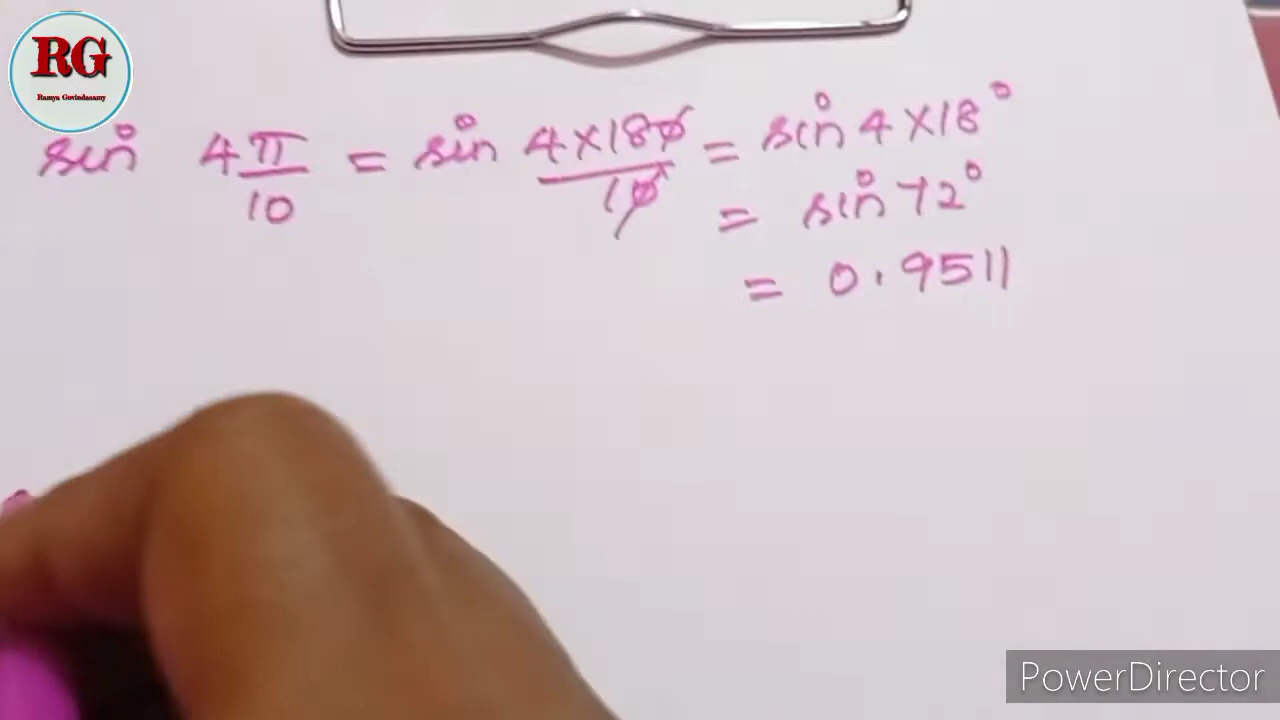 RG
Ramya Govindasamy
sin 4π/10 = sin 4×180/10 = sin 4×18°
= sin 72°
= 0.9511
PowerDirector